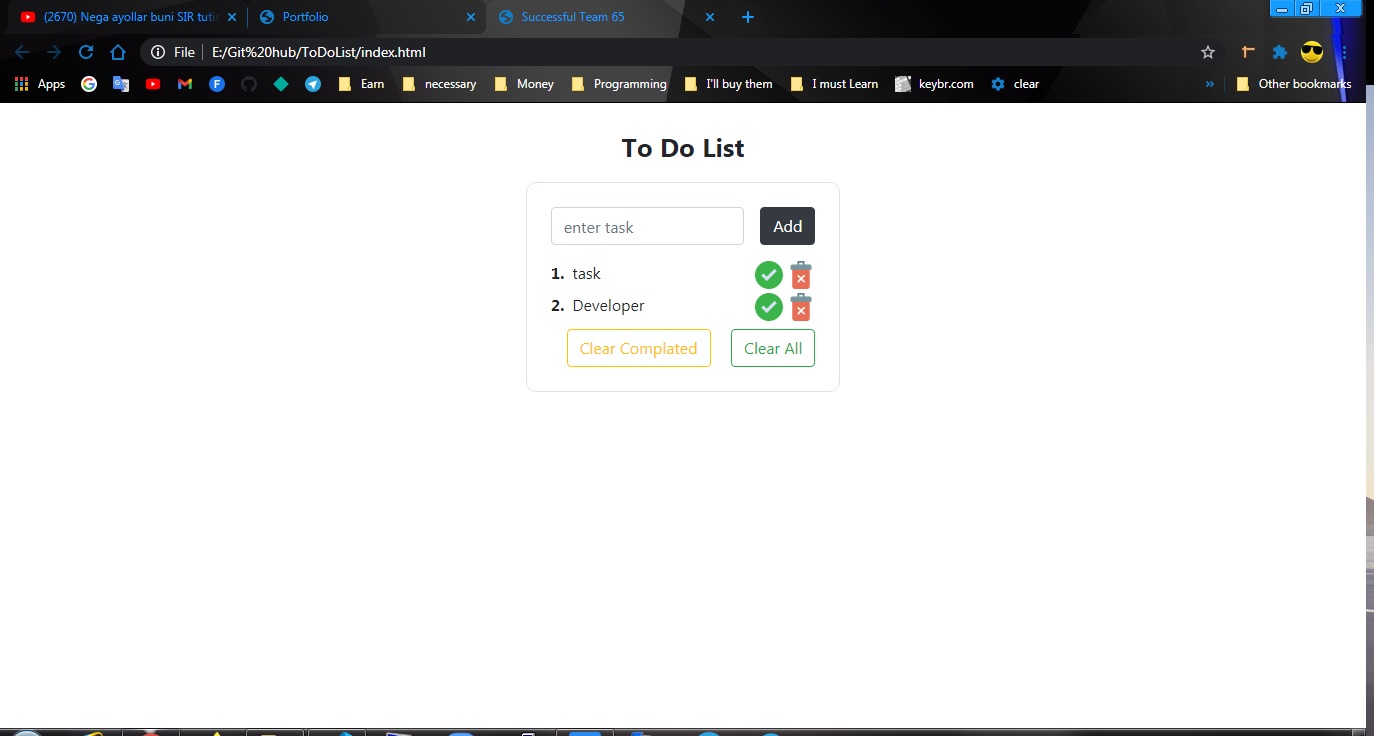 (2670) Nega ayollar buni SIR tutis
Portfolio
Successful Team 65
File
E:/Git%20hub/ToDoList/index.html
Apps
Earn
necessary
Money
Programming
I'll buy them
I must Learn
keybr.com
clear
»
Other bookmarks
To Do List
enter task
Add
1. task
2. Developer
Clear Complated
Clear All